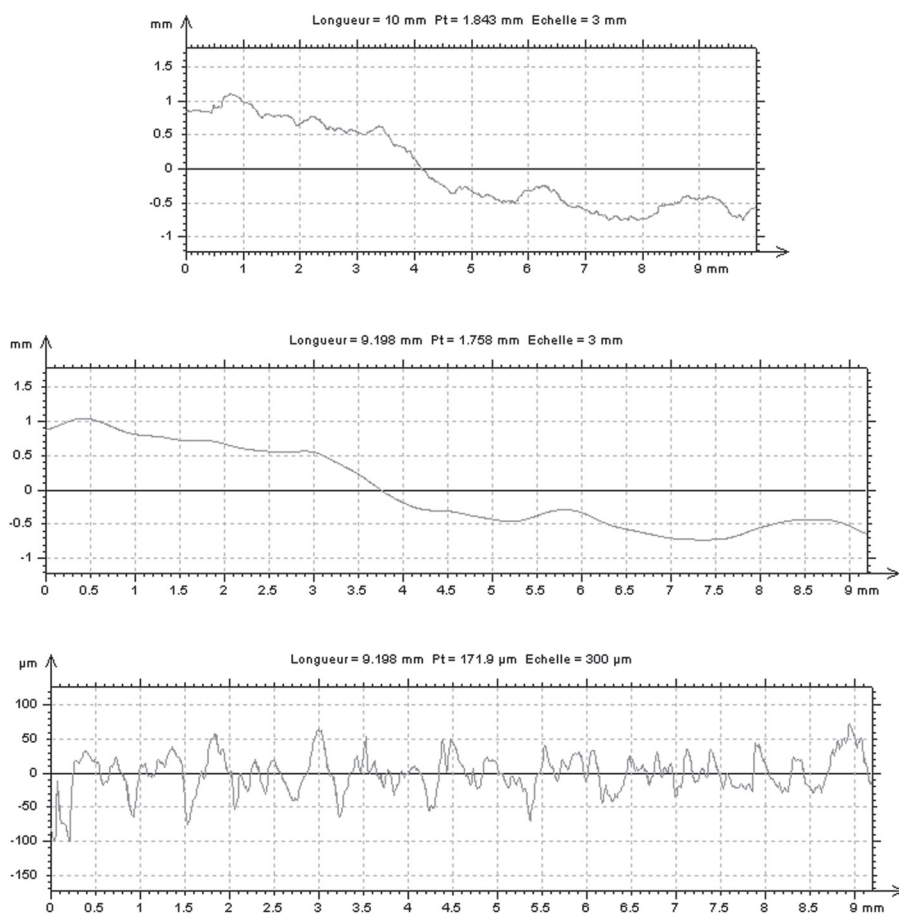 Longueur = 10 mm Pt = 1.843 mm Echelle = 3 mm
mm
1.5
1
0.5
0
-0.5
-1
0 1 2 3 4 5 6 7 8 9 mm
Longueur = 9.198 mm Pt = 1.758 mm Echelle = 3 mm
mm
1.5
1
0.5
0
-0.5
-1
0 0.5 1 1.5 2 2.5 3 3.5 4 4.5 5 5.5 6 6.5 7 7.5 8 8.5 9 mm
Longueur = 9.198 mm Pt = 171.9 µm Echelle = 300 µm
µm
100
50
0
-50
-100
-150
0 0.5 1 1.5 2 2.5 3 3.5 4 4.5 5 5.5 6 6.5 7 7.5 8 8.5 9 mm